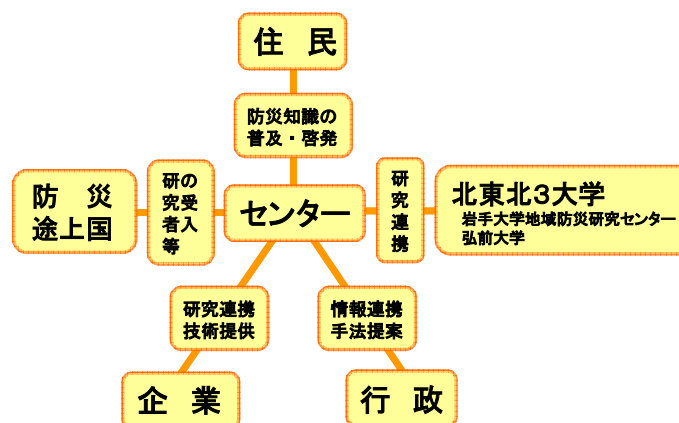 住　民
防災知識の
普及・啓発
防　災
途上国
研の
究受
者入
等
センター
研
究
連
携
北東北３大学
岩手大学地域防災研究センター
弘前大学
研究連携
技術提供
情報連携
手法提案
企　業
行　政